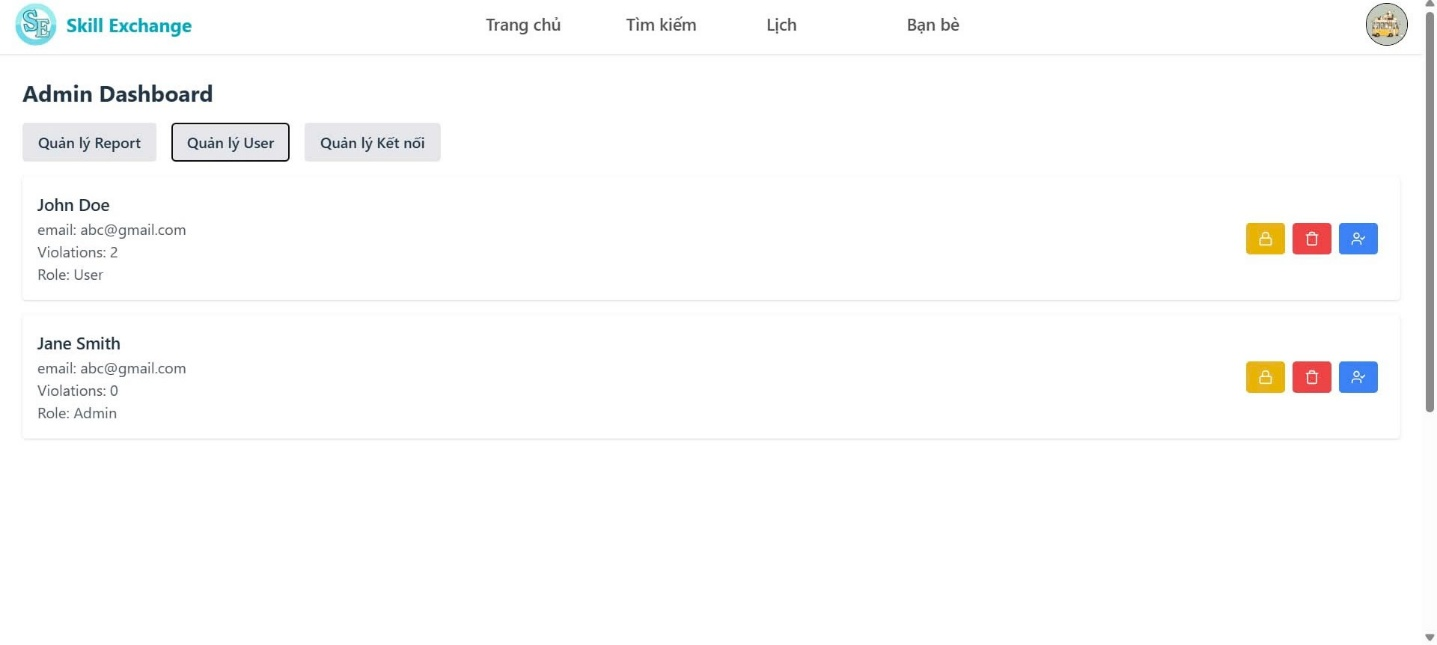 SE Skill Exchange
Trang chủ
Tìm kiếm
Lịch
Bạn bè
Admin Dashboard
Quản lý Report
Quản lý User
Quản lý Kết nối
John Doe
email: abc@gmail.com
Violations: 2
Role: User
Jane Smith
email: abc@gmail.com
Violations: 0
Role: Admin